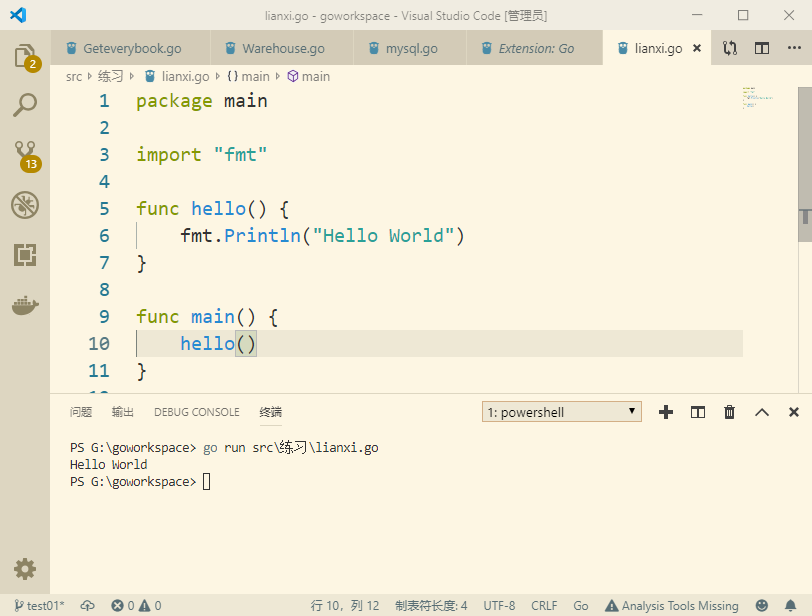 lianxi.go - goworkspace - Visual Studio Code [管理员]
Geteverybook.go Warehouse.go mysql.go Extension: Go lianxi.go
src 练习 lianxi.go main main
1 package main
2
3 import "fmt"
4
5 func hello() {
6 fmt.Println("Hello World")
7 }
8
9 func main() {
10 hello()
11 }
2
13
问题 输出 DEBUG CONSOLE 终端 1: powershell
PS G:\goworkspace> go run src\练习\lianxi.go
Hello World
PS G:\goworkspace>
test01* 0 0 行 10，列 12 制表符长度: 4 UTF-8 CRLF Go Analysis Tools Missing